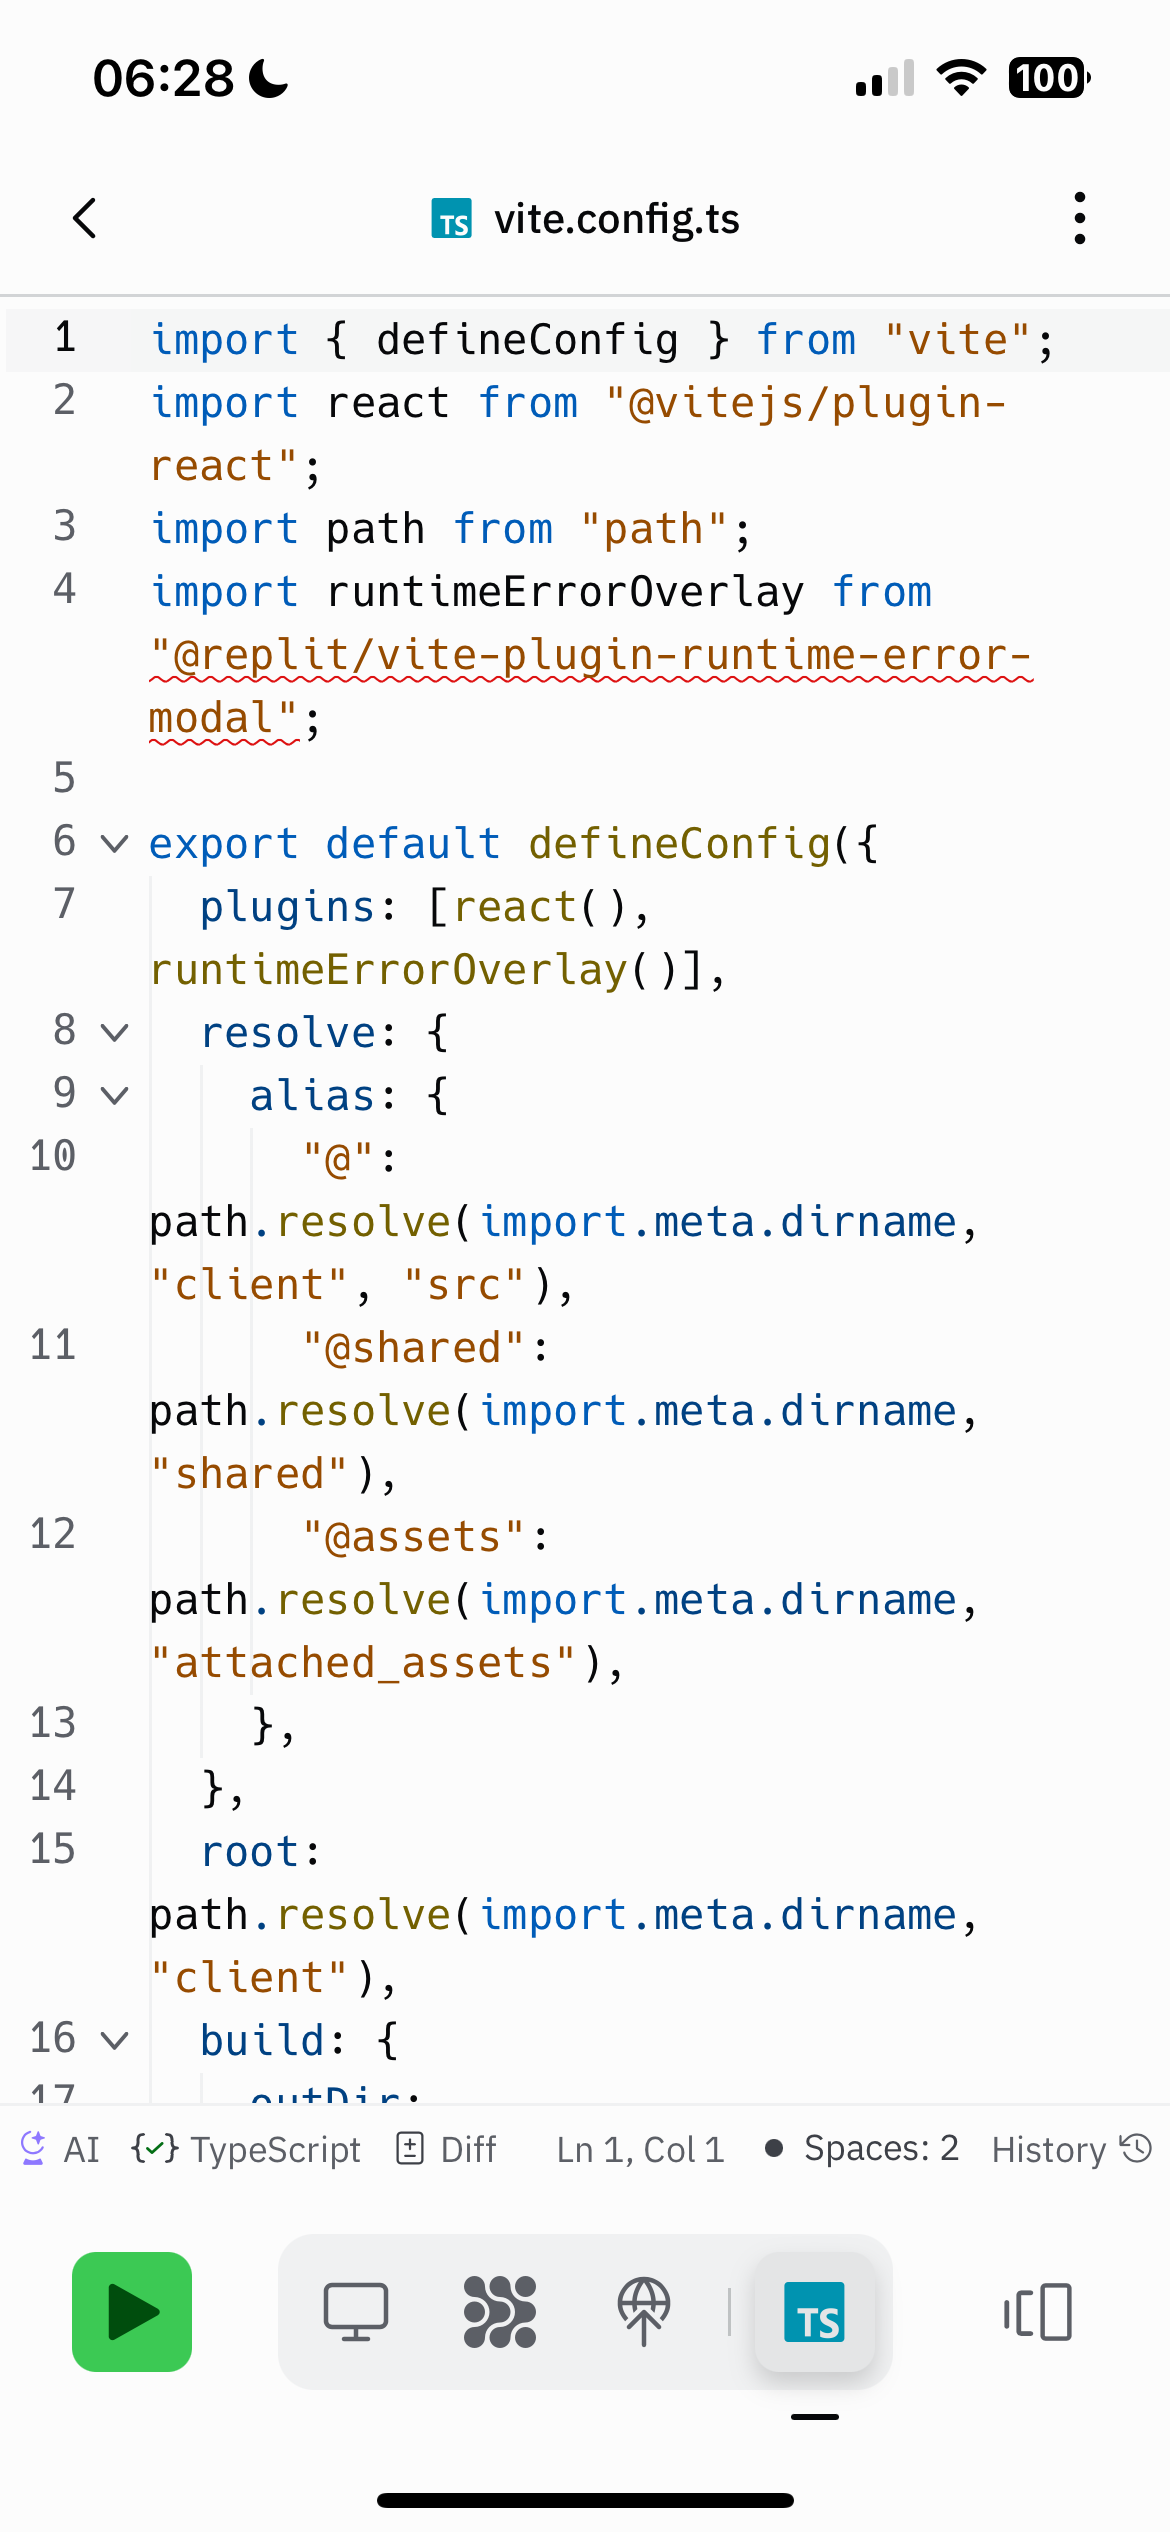 06:28
100
TS vite.config.ts
1 import { defineConfig } from "vite";
2 import react from "@vitejs/plugin-
react";
3 import path from "path";
4 import runtimeErrorOverlay from
"@replit/vite-plugin-runtime-error-
modal";
5
6 export default defineConfig({
7 plugins: [react(),
runtimeErrorOverlay()],
8 resolve: {
9 alias: {
10 "@":
path.resolve(import.meta.dirname,
"client", "src"),
11 "@shared":
path.resolve(import.meta.dirname,
"shared"),
12 "@assets":
path.resolve(import.meta.dirname,
"attached_assets"),
13 },
14 },
15 root:
path.resolve(import.meta.dirname,
"client"),
16 build: {
17 outDir:
AI {✓} TypeScript Diff Ln 1, Col 1 • Spaces: 2 History
TS